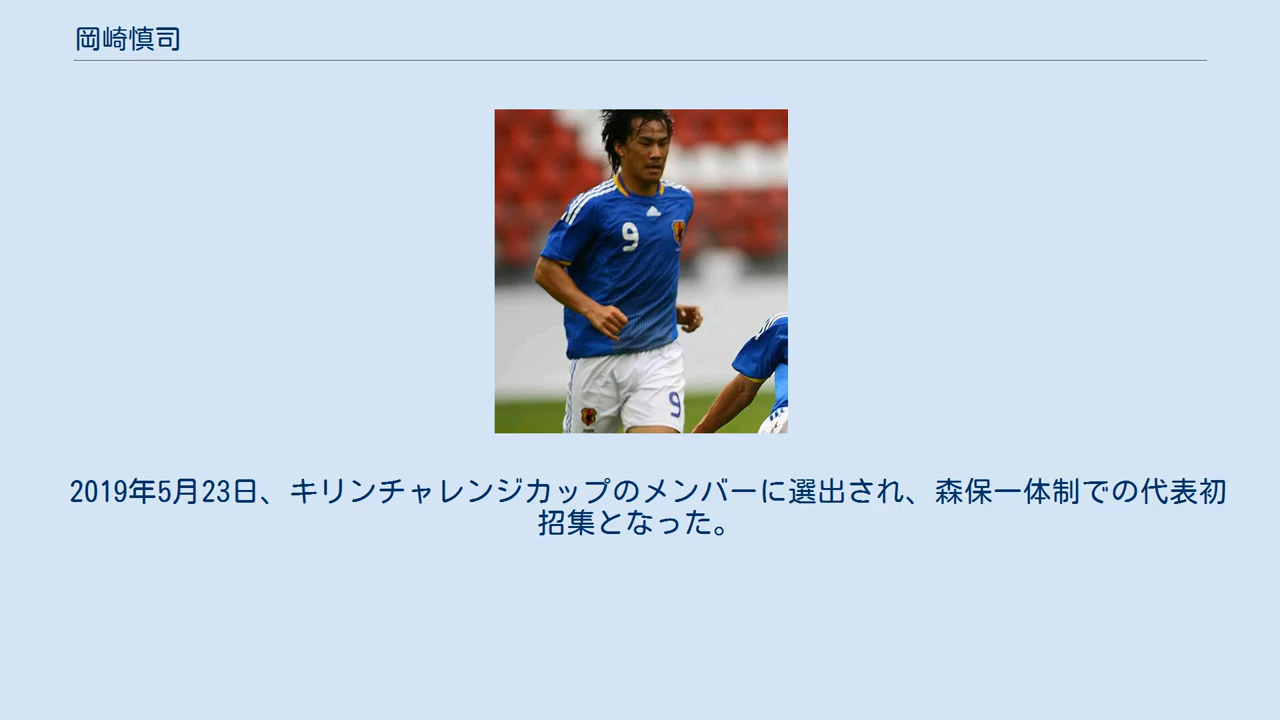 岡崎慎司
9
9
2019年5月23日、キリンチャレンジカップのメンバーに選出され、森保一体制での代表初
招集となった。